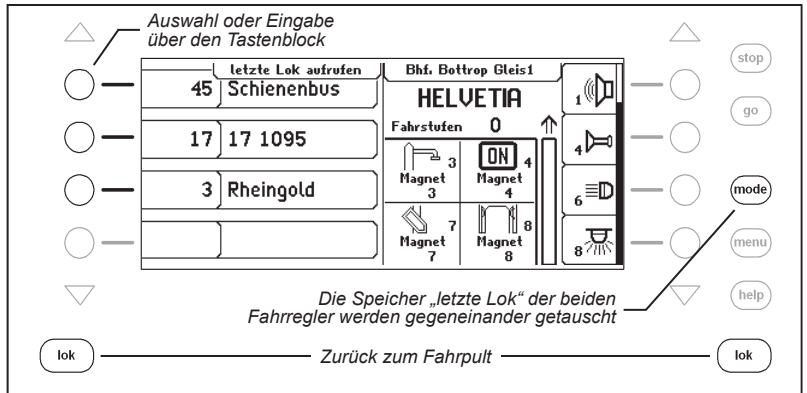 Auswahl oder Eingabe
über den Tastenblock
stop
letzte Lok aufrufen
Bhf. Bottrop Gleis1
45 Schienenbus
HELVETIA
1
go
Fahrstufen 0
17 17 1095
3
ON 4
4
Magnet
3
Magnet
4
3 Rheingold
6
mode
7
8
Magnet
7
Magnet
8
8
menu
Die Speicher „letzte Lok“ der beiden
Fahrregler werden gegeneinander getauscht
help
lok
Zurück zum Fahrpult
lok